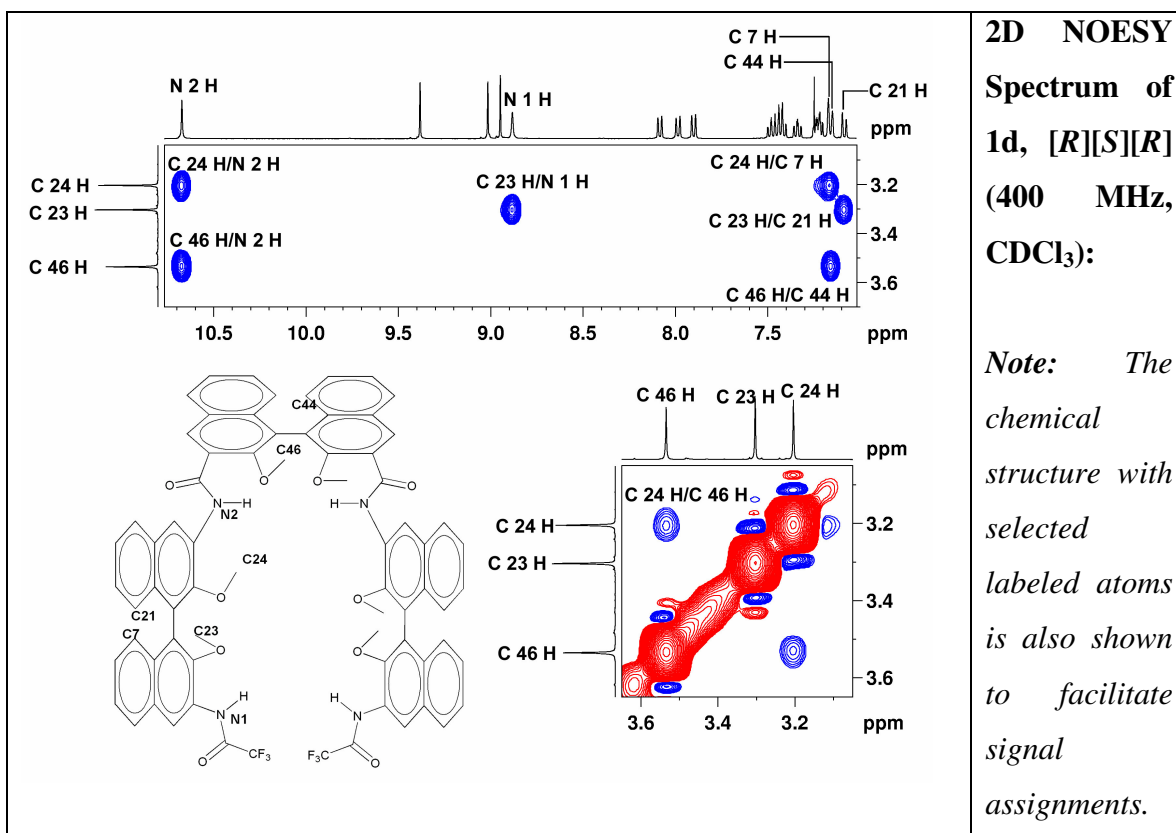 C 7 H
C 44 H
N 2 H
N 1 H
C 21 H
ppm
C 24 H/N 2 H
C 24 H/C 7 H
C 24 H
C 23 H/N 1 H
3.2
C 23 H
C 23 H/C 21 H
3.4
C 46 H/N 2 H
C 46 H
3.6
C 46 H/C 44 H
10.5 10.0 9.5 9.0 8.5 8.0 7.5 ppm
C44
C46
O
O
O
O
N
H
H
N
N2
C24
O
O
C21
C7
C23
O
O
H
N
N1
H
N
O
CF3
F3C
O
C 46 H C 23 H C 24 H
ppm
C 24 H/C 46 H
C 24 H
3.2
C 23 H
3.4
C 46 H
3.6
3.6 3.4 3.2
ppm
2D NOESY
Spectrum of
1d, [R][S][R]
(400 MHz,
CDCl3):
Note: The
chemical
structure with
selected
labeled atoms
is also shown
to facilitate
signal
assignments.